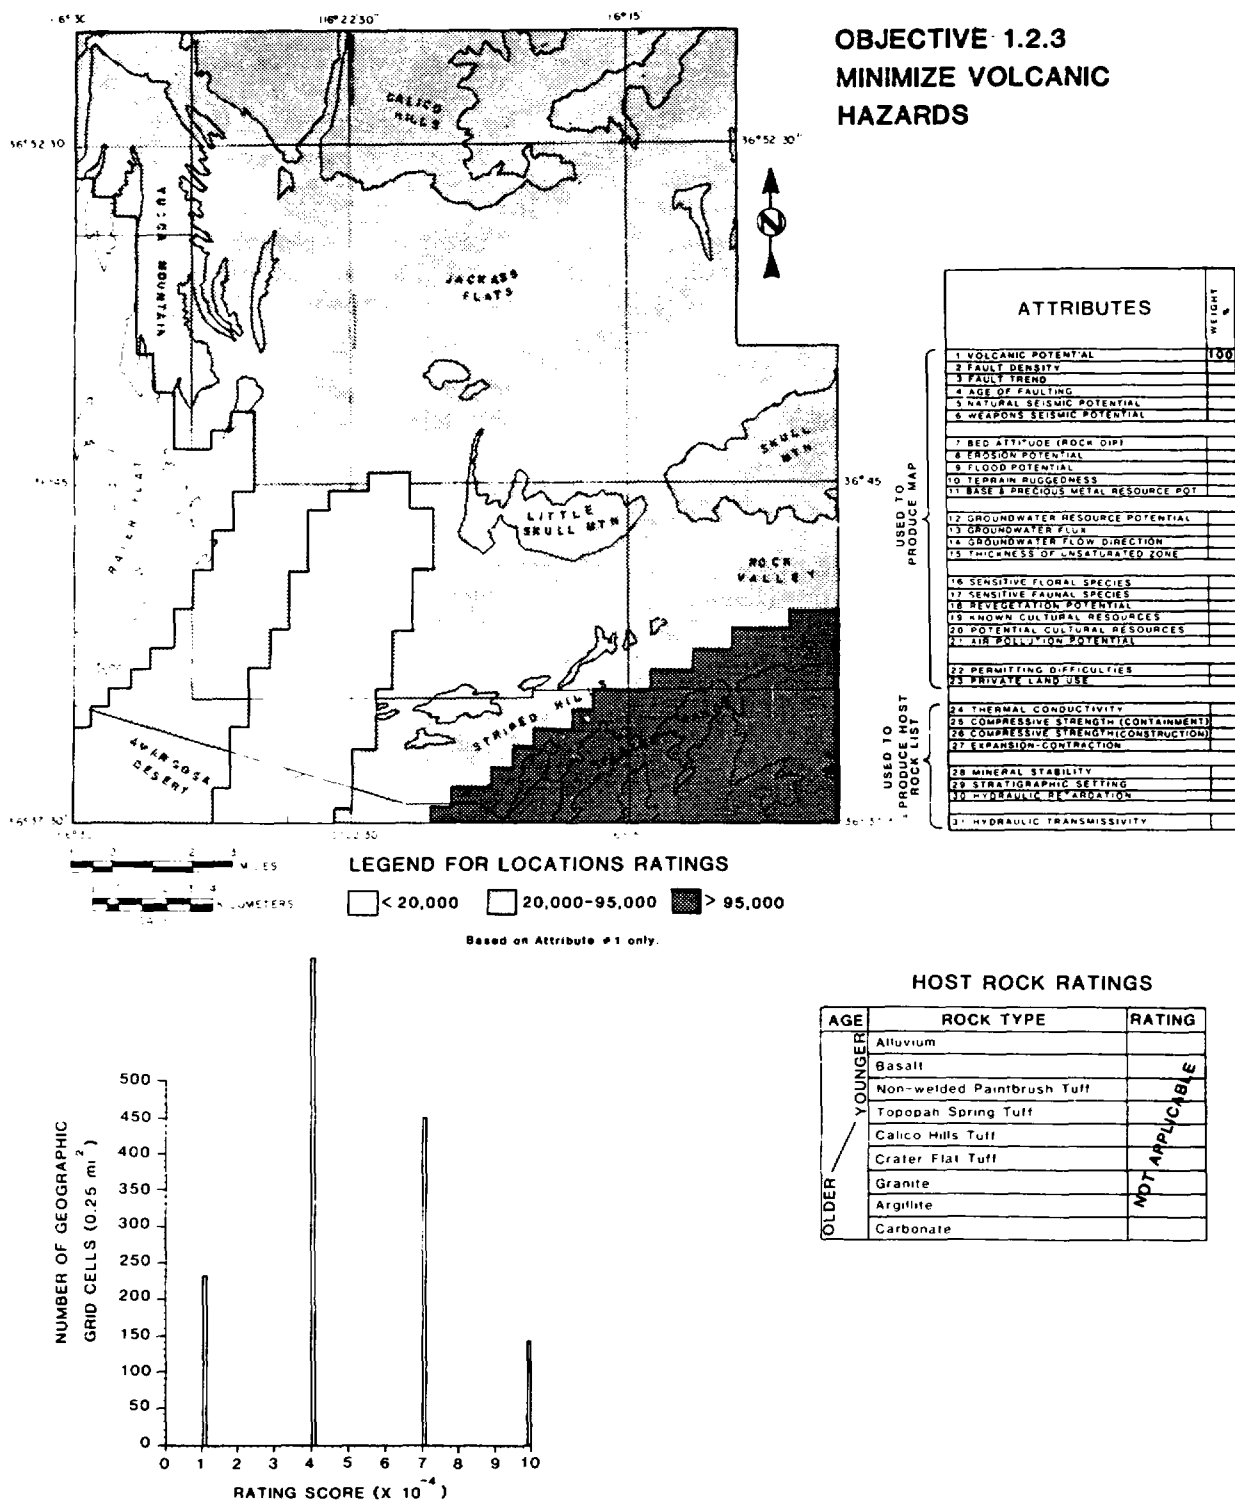 OBJECTIVE 1.2.3
MINIMIZE VOLCANIC
HAZARDS
116°22'30"
16°15'
36°52'30"
CALICO
HILLS
YUCCA MOUNTAIN
JACKASS
FLATS
SKULL
MTN
36°45'
LITTLE
SKULL MTN
ROCK
VALLEY
STRIPED HILLS
AMARGOSA
DESERT
MILES
KILOMETERS
LEGEND FOR LOCATIONS RATINGS
< 20,000 20,000-95,000 > 95,000
Based on Attribute #1 only.
ATTRIBUTES WEIGHT %
USED TO
PRODUCE MAP
1 VOLCANIC POTENTIAL 100
2 FAULT DENSITY
3 FAULT TREND
4 AGE OF FAULTING
5 NATURAL SEISMIC POTENTIAL
6 WEAPONS SEISMIC POTENTIAL
7 BED ATTITUDE (ROCK DIP)
8 EROSION POTENTIAL
9 FLOOD POTENTIAL
10 TERRAIN RUGGEDNESS
11 BASE & PRECIOUS METAL RESOURCE POT
12 GROUNDWATER RESOURCE POTENTIAL
13 GROUNDWATER FLUX
14 GROUNDWATER FLOW DIRECTION
15 THICKNESS OF UNSATURATED ZONE
16 SENSITIVE FLORAL SPECIES
17 SENSITIVE FAUNAL SPECIES
18 REVEGETATION POTENTIAL
19 KNOWN CULTURAL RESOURCES
20 POTENTIAL CULTURAL RESOURCES
21 AIR POLLUTION POTENTIAL
22 PERMITTING DIFFICULTIES
23 PRIVATE LAND USE
USED TO
PRODUCE HOST
ROCK LIST
24 THERMAL CONDUCTIVITY
25 COMPRESSIVE STRENGTH (CONTAINMENT)
26 COMPRESSIVE STRENGTH (CONSTRUCTION)
27 EXPANSION-CONTRACTION
28 MINERAL STABILITY
29 STRATIGRAPHIC SETTING
30 HYDRAULIC RETARDATION
31 HYDRAULIC TRANSMISSIVITY
NUMBER OF GEOGRAPHIC
GRID CELLS (0.25 mi²)
500
450
400
350
300
250
200
150
100
50
0
0 1 2 3 4 5 6 7 8 9 10
RATING SCORE (X 10⁻⁴)
HOST ROCK RATINGS
AGE ROCK TYPE RATING
OLDER YOUNGER
Alluvium
Basalt
Non-welded Paintbrush Tuff
Topopah Spring Tuff
Calico Hills Tuff
Crater Flat Tuff
Granite
Argillite
Carbonate
NOT APPLICABLE